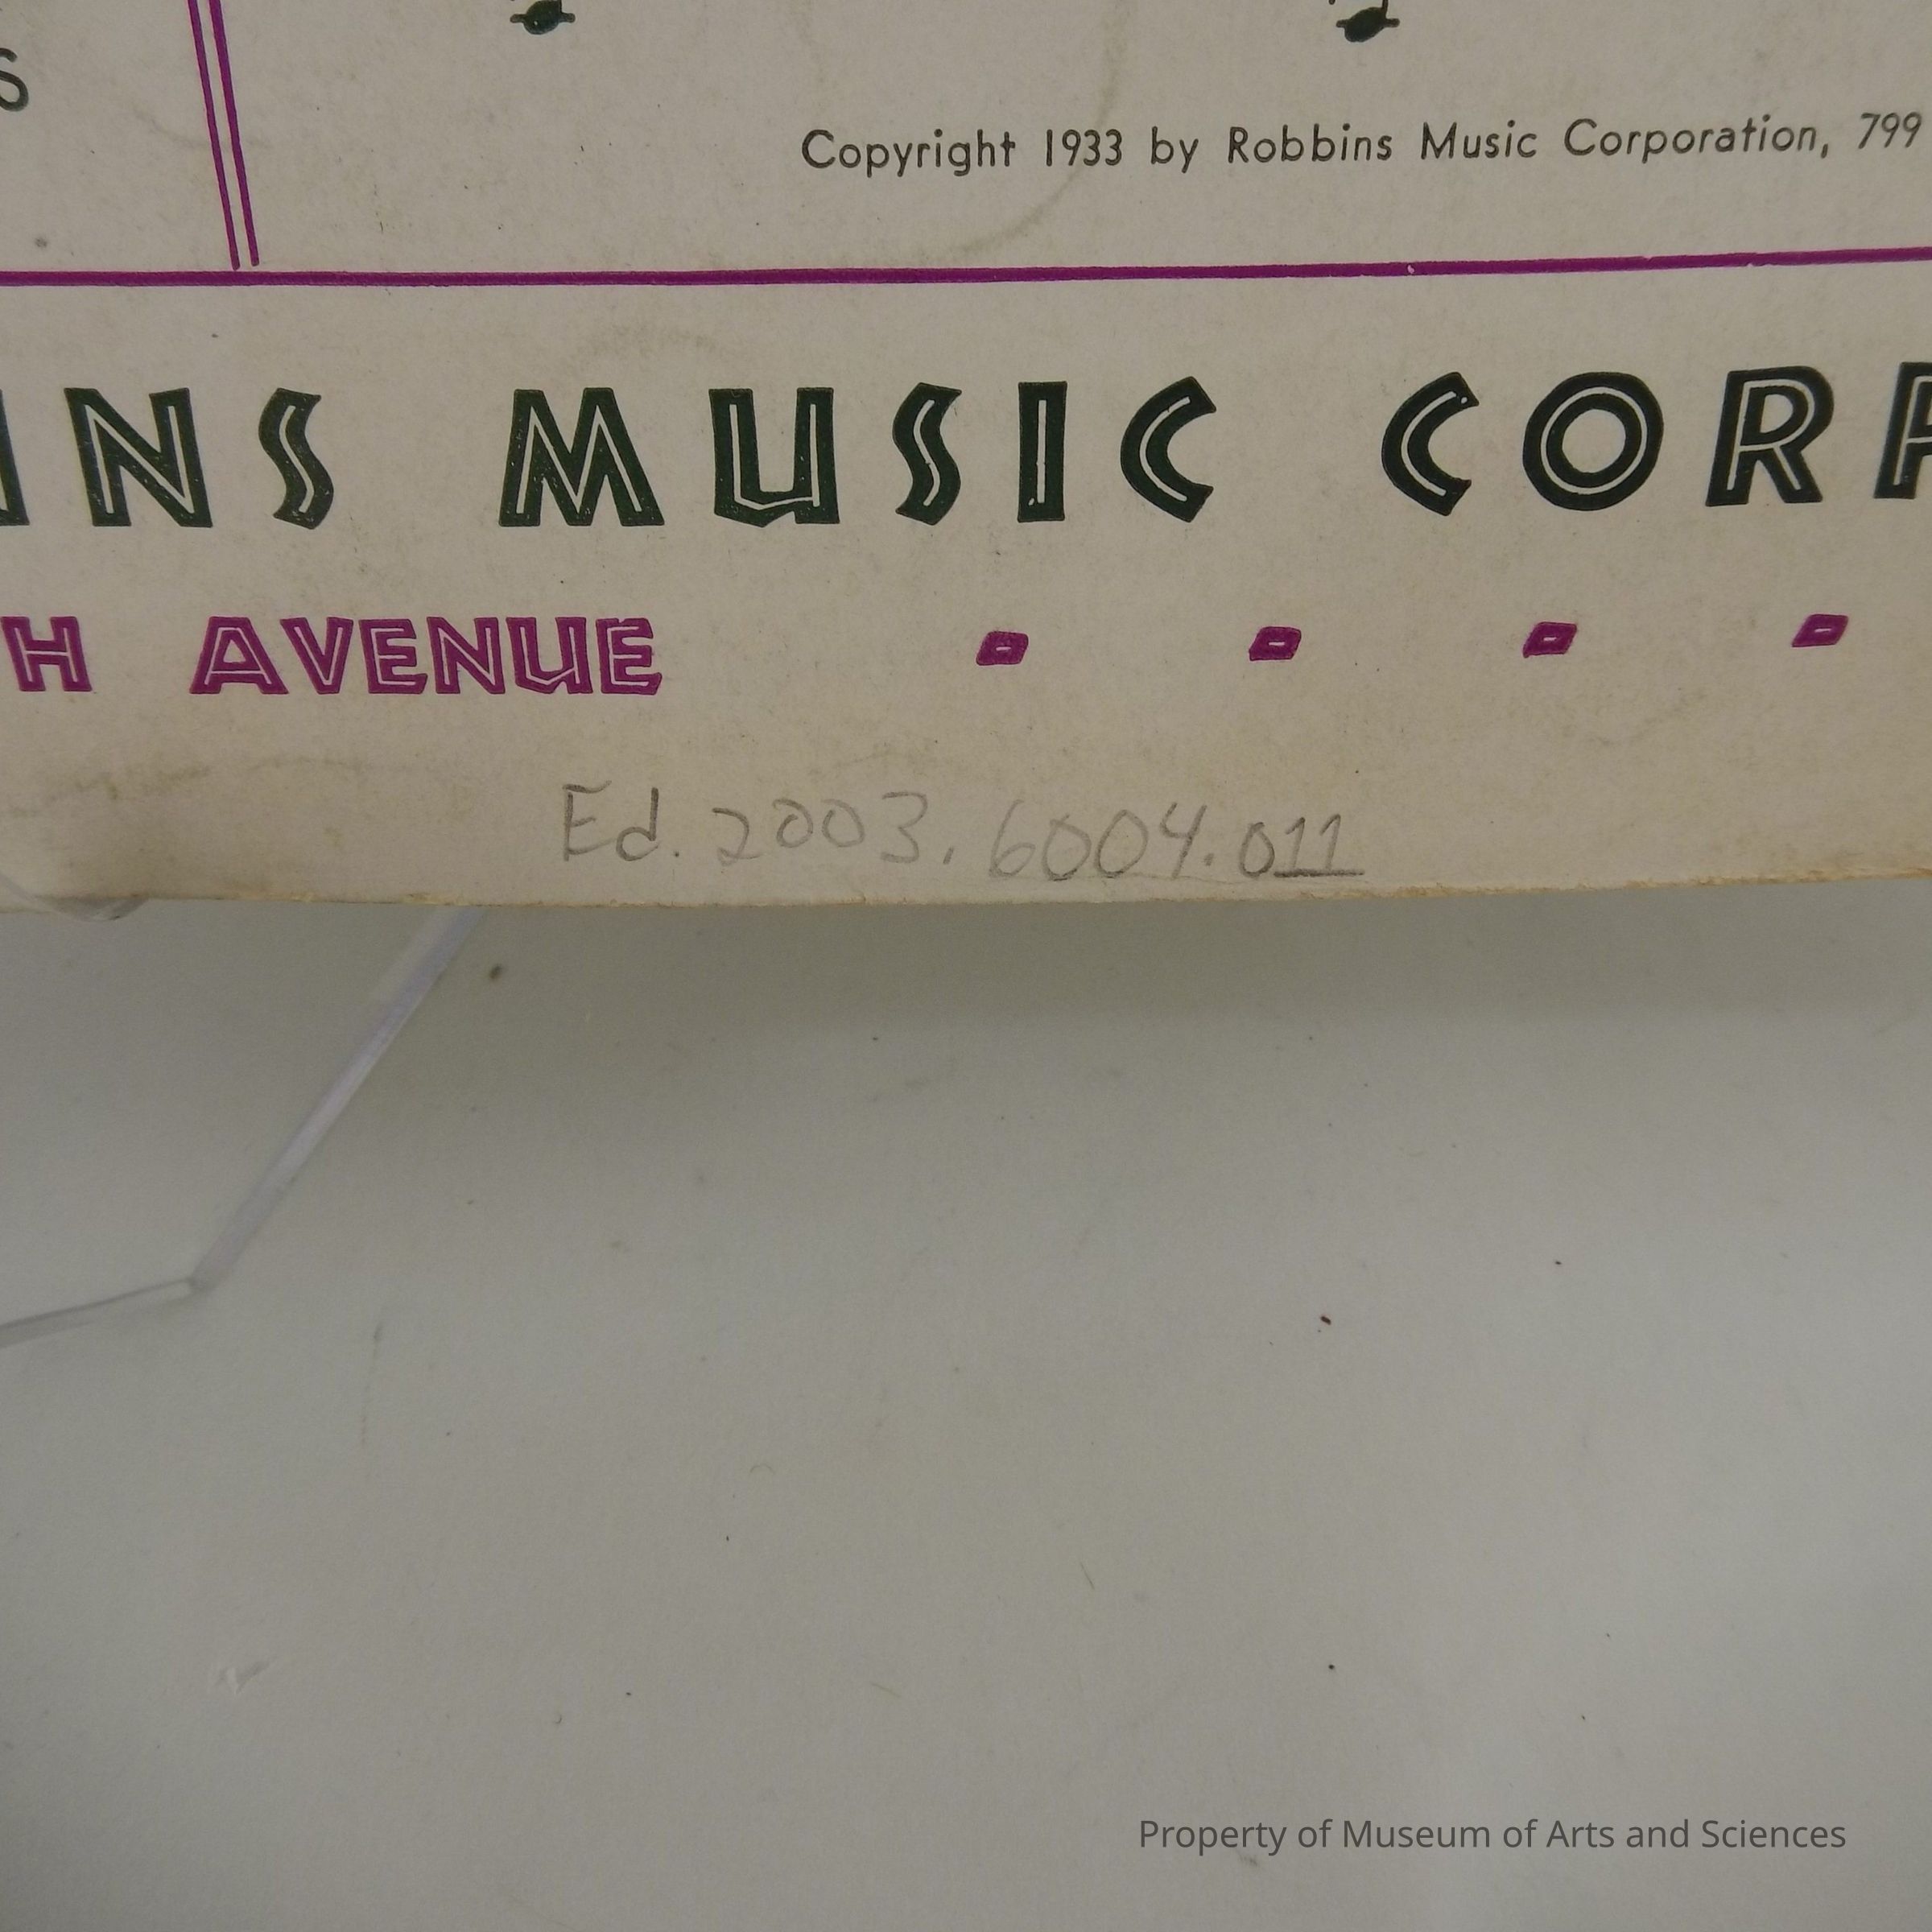 S
Copyright 1933 by Robbins Music Corporation, 799
INS MUSIC CORP
H AVENUE - - - -
Ed. 2003.6004.011
Property of Museum of Arts and Sciences